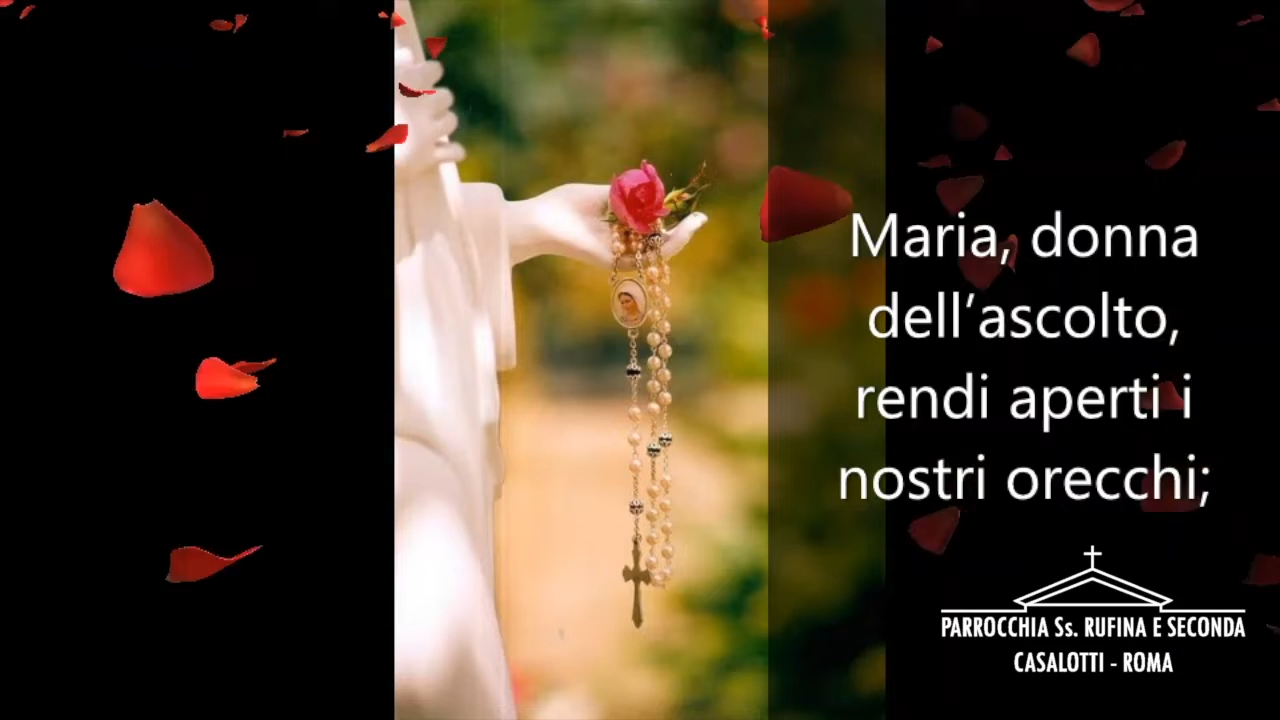 Maria, donna
dell’ascolto,
rendi aperti i
nostri orecchi;
PARROCCHIA Ss. RUFINA E SECONDA
CASALOTTI - ROMA